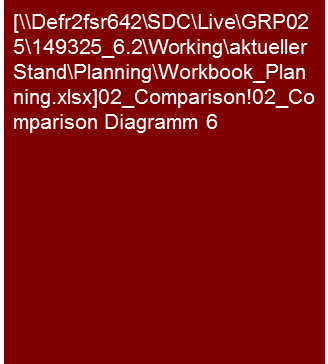 [\\Defr2fsr642\SDC\Live\GRP02
5\149325_6.2\Working\aktueller
Stand\Planning\Workbook_Plan
ning.xlsx]02_Comparison!02_Co
mparison Diagramm 6